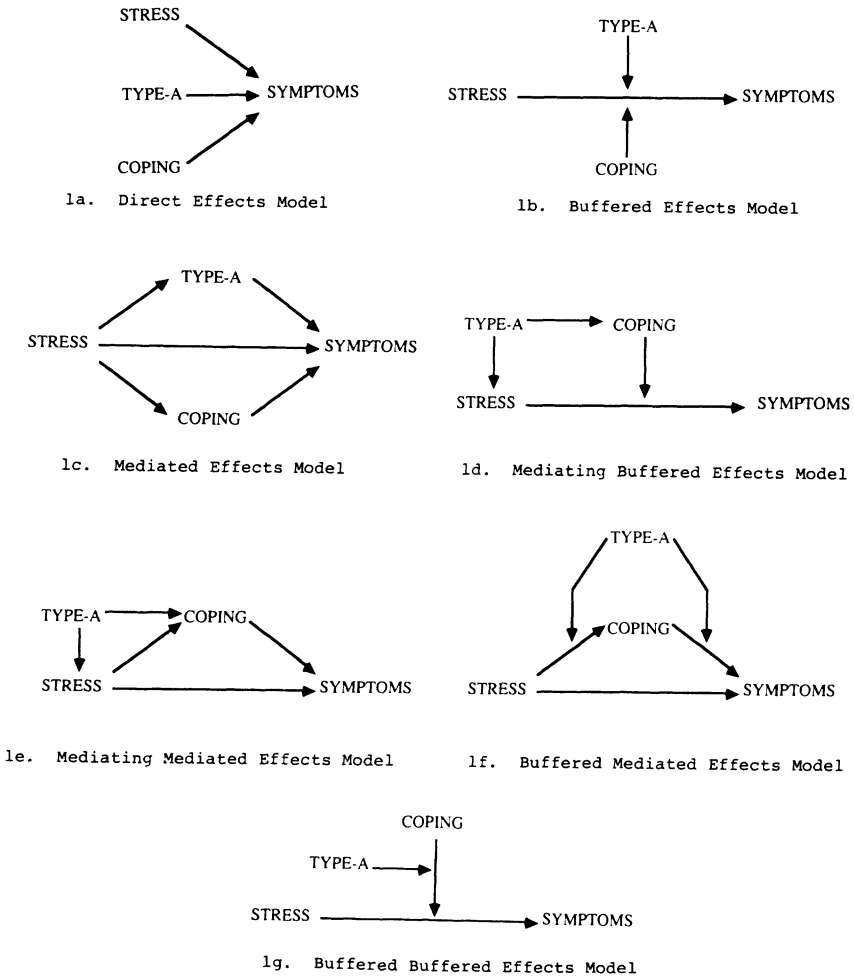 STRESS
TYPE-A
SYMPTOMS
COPING
1a. Direct Effects Model
TYPE-A
STRESS
SYMPTOMS
COPING
1b. Buffered Effects Model
TYPE-A
STRESS
SYMPTOMS
COPING
1c. Mediated Effects Model
TYPE-A
COPING
STRESS
SYMPTOMS
1d. Mediating Buffered Effects Model
TYPE-A
COPING
STRESS
SYMPTOMS
1e. Mediating Mediated Effects Model
TYPE-A
COPING
STRESS
SYMPTOMS
1f. Buffered Mediated Effects Model
COPING
TYPE-A
STRESS
SYMPTOMS
1g. Buffered Buffered Effects Model